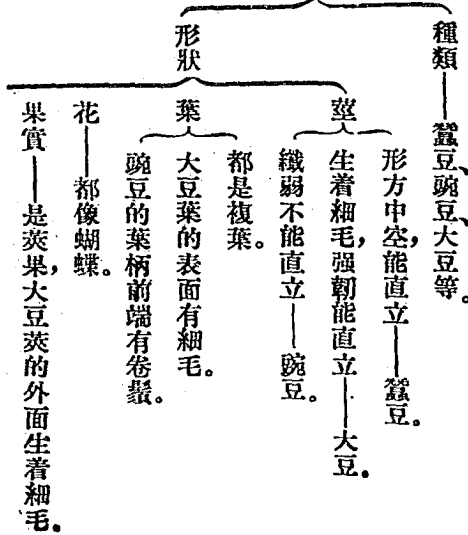 種類——蠶豆、豌豆、大豆等。
形狀
莖
形方中空,能直立——蠶豆。
生着細毛,强韌能直立——大豆.
纖弱不能直立——豌豆。
葉
都是複葉。
大豆葉的表面有細毛。
豌豆的葉柄前端有卷鬚。
花——都像蝴蝶。
果實——是莢果,大豆莢的外面生着細毛.